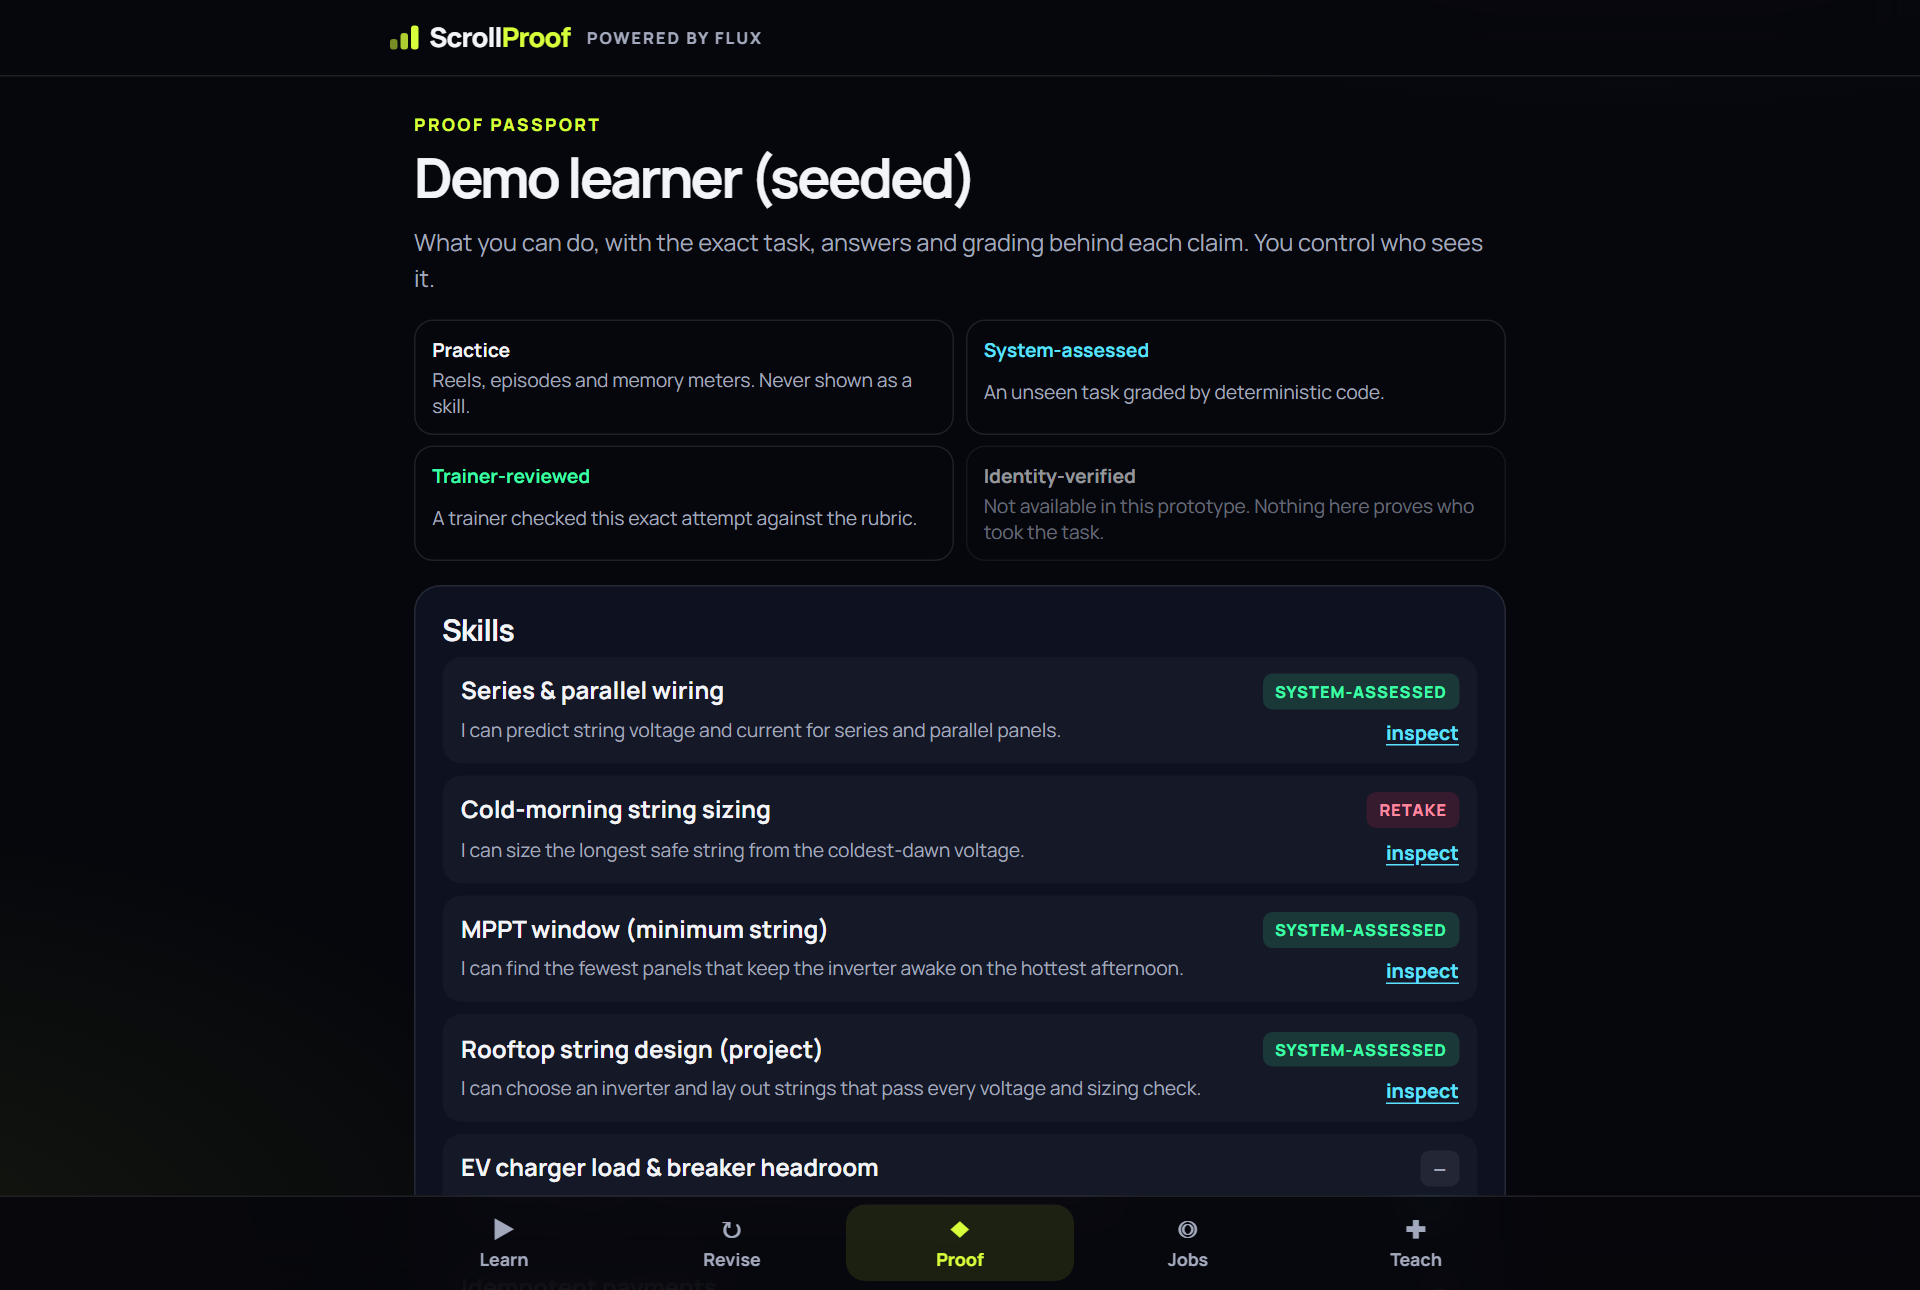 ScrollProof POWERED BY FLUX
PROOF PASSPORT
Demo learner (seeded)
What you can do, with the exact task, answers and grading behind each claim. You control who sees
it.
Practice
Reels, episodes and memory meters. Never shown as a
skill.
System-assessed
An unseen task graded by deterministic code.
Trainer-reviewed
A trainer checked this exact attempt against the rubric.
Identity-verified
Not available in this prototype. Nothing here proves who
took the task.
Skills
Series & parallel wiring
SYSTEM-ASSESSED
I can predict string voltage and current for series and parallel panels.
inspect
Cold-morning string sizing
RETAKE
I can size the longest safe string from the coldest-dawn voltage.
inspect
MPPT window (minimum string)
SYSTEM-ASSESSED
I can find the fewest panels that keep the inverter awake on the hottest afternoon.
inspect
Rooftop string design (project)
SYSTEM-ASSESSED
I can choose an inverter and lay out strings that pass every voltage and sizing check.
inspect
EV charger load & breaker headroom
–
Learn
Revise
Proof
Jobs
Teach
Idempotent payments